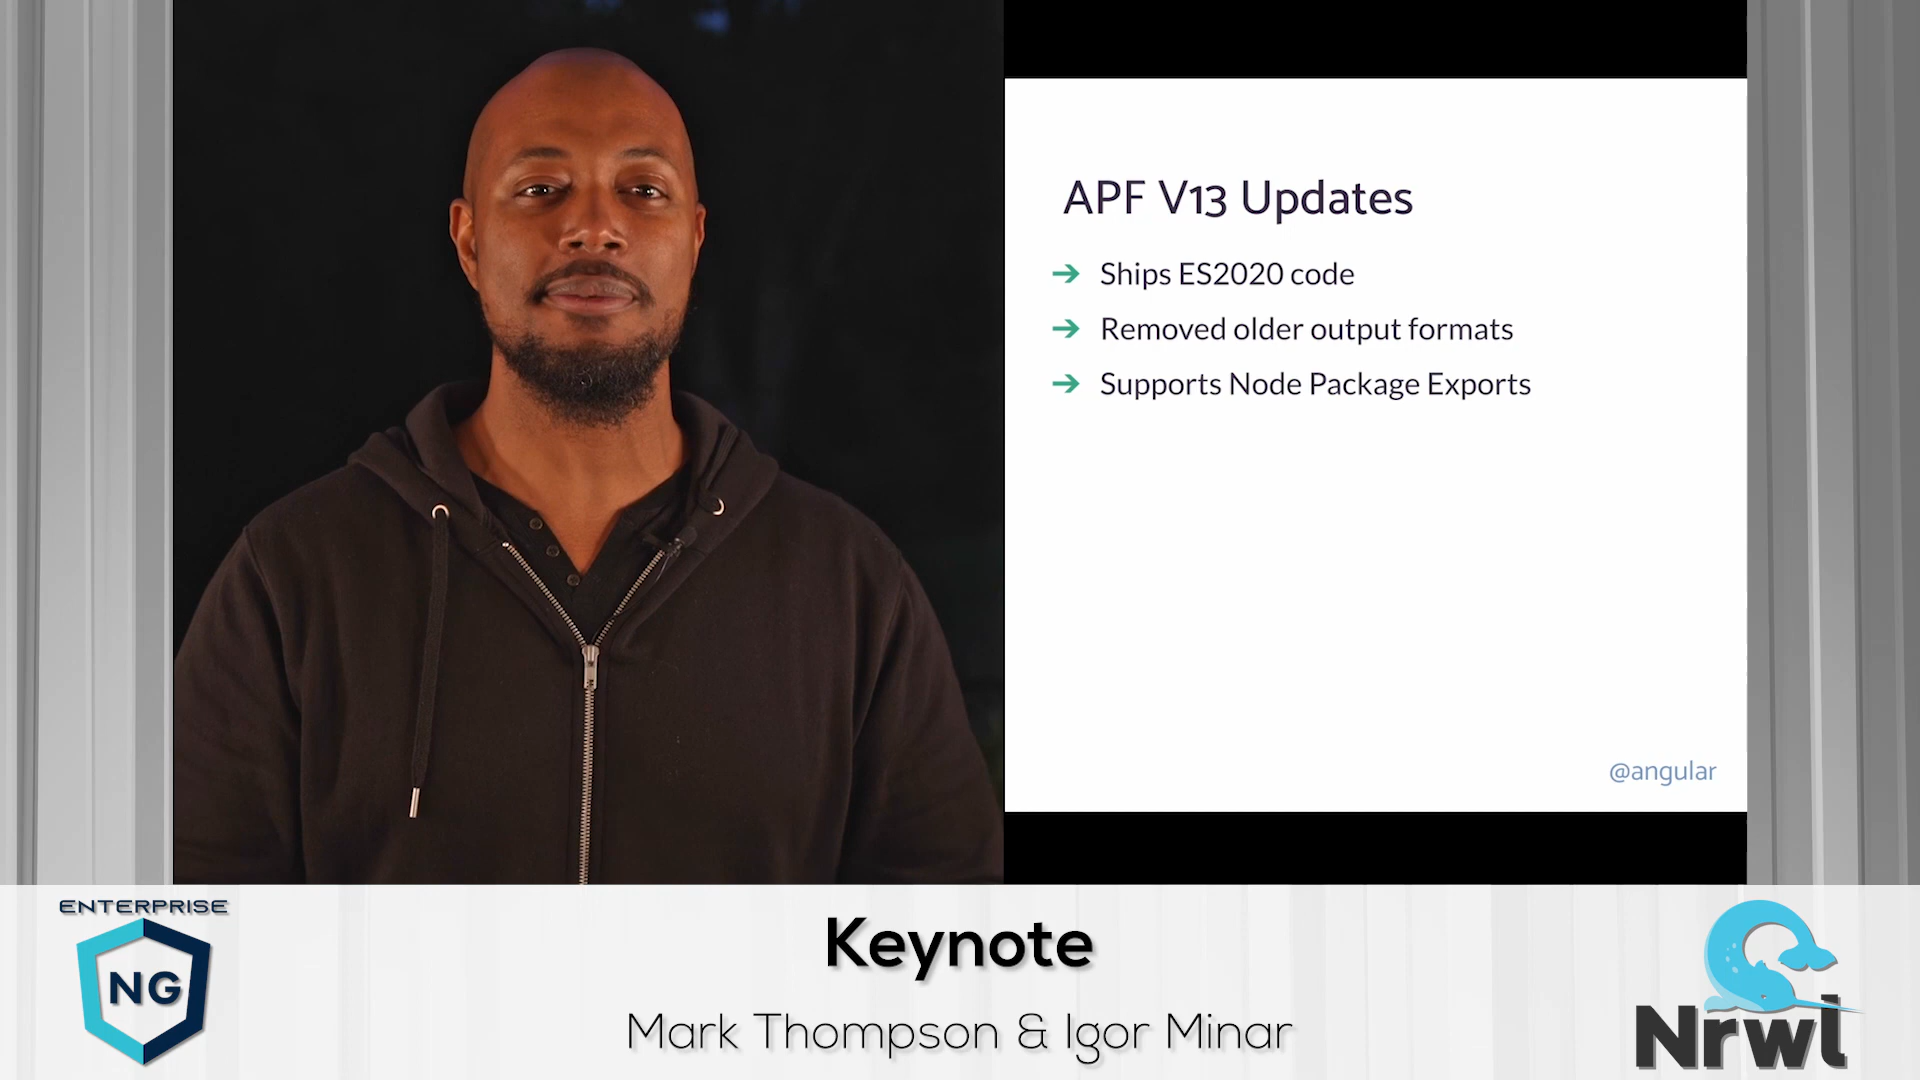 APF V13 Updates
➔ Ships ES2020 code
➔ Removed older output formats
➔ Supports Node Package Exports
@angular
ENTERPRISE
NG
Keynote
Mark Thompson & Igor Minar
Nrwl